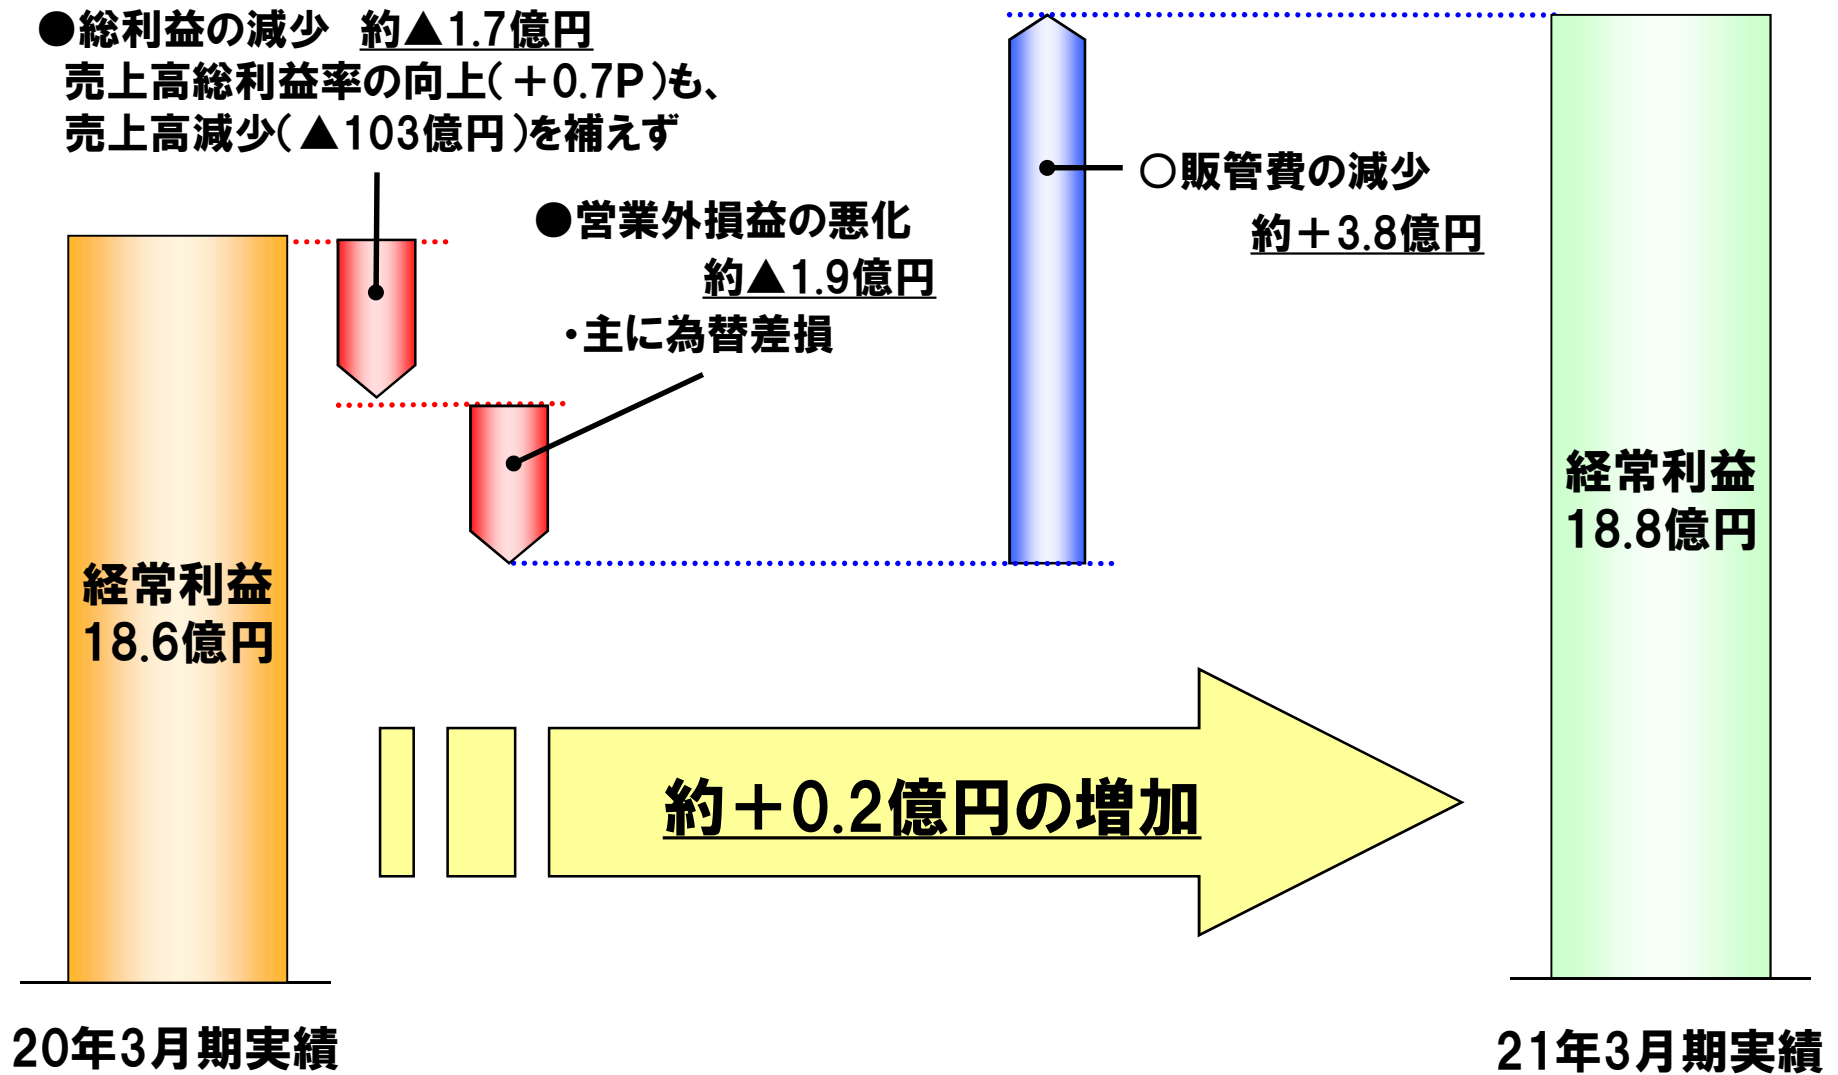 ●総利益の減少 約▲1.7億円
売上高総利益率の向上(+0.7P)も、
売上高減少(▲103億円)を補えず
●営業外損益の悪化
約▲1.9億円
・主に為替差損
○販管費の減少
約+3.8億円
経常利益
18.6億円
経常利益
18.8億円
約+0.2億円の増加
20年3月期実績
21年3月期実績